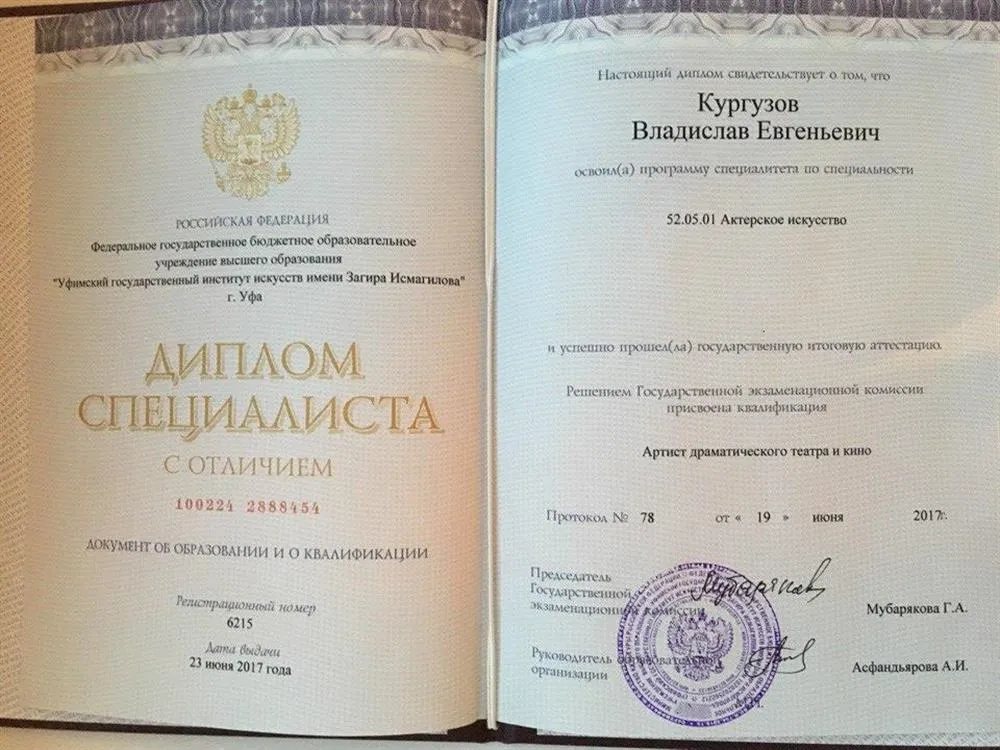 РОССИЙСКАЯ ФЕДЕРАЦИЯ
Федеральное государственное бюджетное образовательное
учреждение высшего образования
"Уфимский государственный институт искусств имени Загира Исмагилова"
г. Уфа
ДИПЛОМ
СПЕЦИАЛИСТА
С ОТЛИЧИЕМ
100224 2888454
ДОКУМЕНТ ОБ ОБРАЗОВАНИИ И О КВАЛИФИКАЦИИ
Регистрационный номер
6215
Дата выдачи
23 июня 2017 года
Настоящий диплом свидетельствует о том, что
Кургузов
Владислав Евгеньевич
освоил(а) программу специалитета по специальности
52.05.01 Актерское искусство
и успешно прошел(ла) государственную итоговую аттестацию.
Решением Государственной экзаменационной комиссии
присвоена квалификация
Артист драматического театра и кино
Протокол № 78 от « 19 » июня 2017г.
Председатель
Государственной
экзаменационной комиссии
Мубарякова Г.А.
Руководитель образовательной
организации
Асфандьярова А.И.